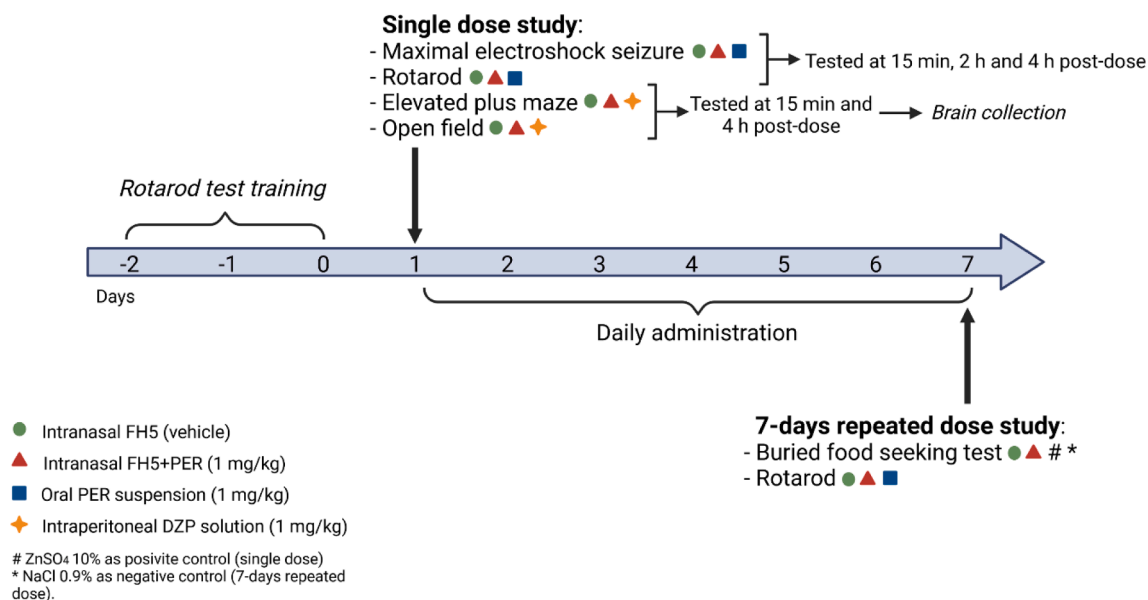 Single dose study:
- Maximal electroshock seizure
- Rotarod
- Elevated plus maze
- Open field
Tested at 15 min, 2 h and 4 h post-dose
Tested at 15 min and
4 h post-dose
Brain collection
Rotarod test training
-2 -1 0 1 2 3 4 5 6 7
Days
Daily administration
7-days repeated dose study:
- Buried food seeking test # *
- Rotarod
Intranasal FH5 (vehicle)
Intranasal FH5+PER (1 mg/kg)
Oral PER suspension (1 mg/kg)
Intraperitoneal DZP solution (1 mg/kg)
# ZnSO₄ 10% as posivite control (single dose)
* NaCl 0.9% as negative control (7-days repeated
dose).